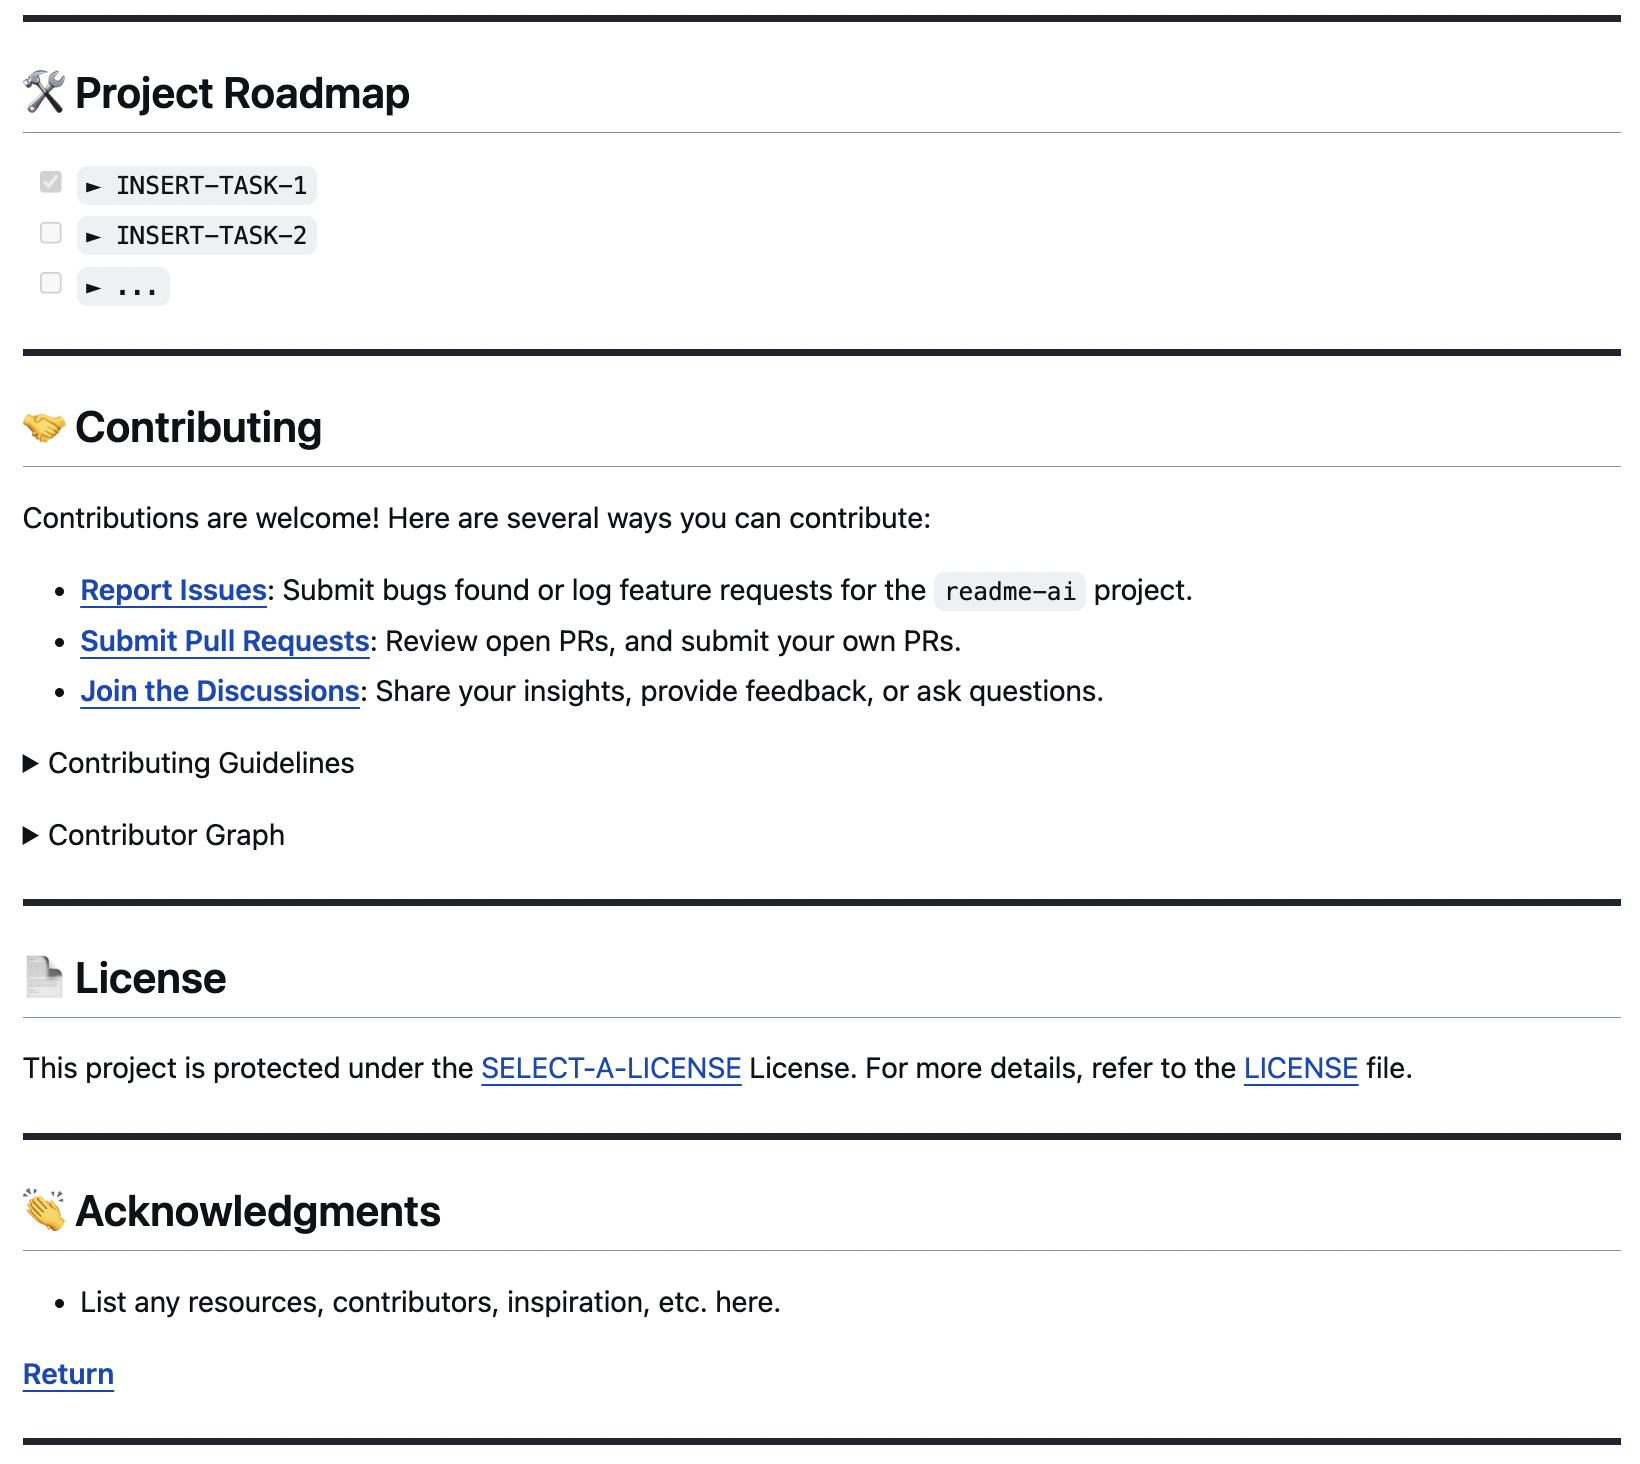 🛠 Project Roadmap
► INSERT-TASK-1
► INSERT-TASK-2
► ...
🤝 Contributing
Contributions are welcome! Here are several ways you can contribute:
• Report Issues: Submit bugs found or log feature requests for the readme-ai project.
• Submit Pull Requests: Review open PRs, and submit your own PRs.
• Join the Discussions: Share your insights, provide feedback, or ask questions.
▶ Contributing Guidelines
▶ Contributor Graph
📄 License
This project is protected under the SELECT-A-LICENSE License. For more details, refer to the LICENSE file.
👏 Acknowledgments
• List any resources, contributors, inspiration, etc. here.
Return